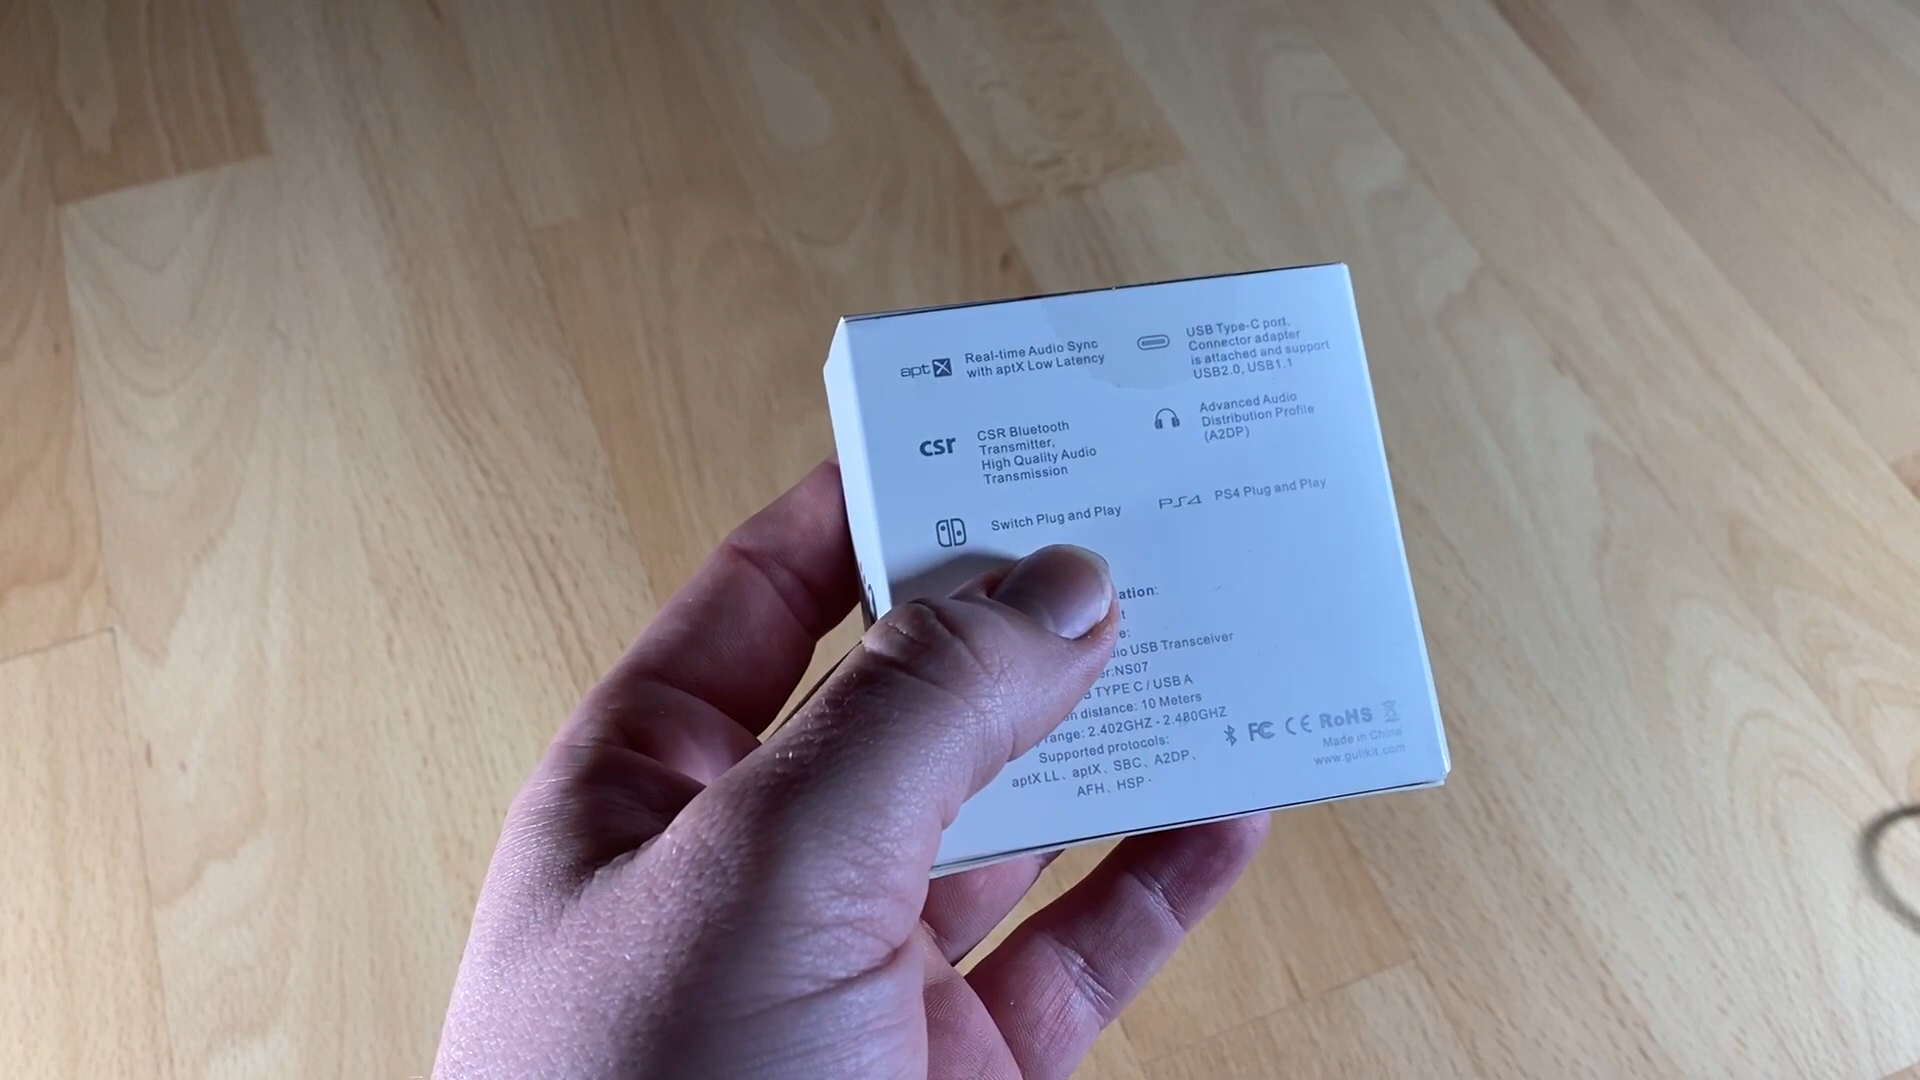 aptX
Real-time Audio Sync
with aptX Low Latency
USB Type-C port,
Connector adapter
is attached and support
USB2.0, USB1.1
csr
CSR Bluetooth
Transmitter,
High Quality Audio
Transmission
Advanced Audio
Distribution Profile
(A2DP)
Switch Plug and Play
PS4 PS4 Plug and Play
USB Transceiver
NS07
TYPE C / USB A
distance: 10 Meters
range: 2.402GHZ - 2.480GHZ
Supported protocols:
aptX LL、aptX、SBC、A2DP、
AFH、HSP -
FC CE RoHS
Made in China
www.gulikit.com